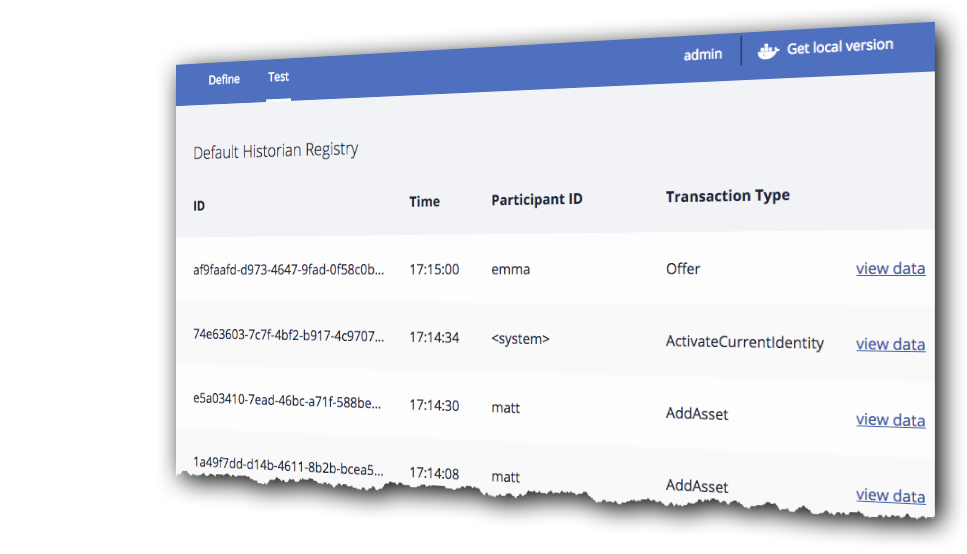 Define Test admin Get local version
Default Historian Registry
ID Time Participant ID Transaction Type
af9faafd-d973-4647-9fad-0f58c0b... 17:15:00 emma Offer view data
74e63603-7c7f-4bf2-b917-4c9707... 17:14:34 <system> ActivateCurrentIdentity view data
e5a03410-7ead-46bc-a71f-588be... 17:14:30 matt AddAsset view data
1a49f7dd-d14b-4611-8b2b-bcea5... 17:14:08 matt AddAsset view data